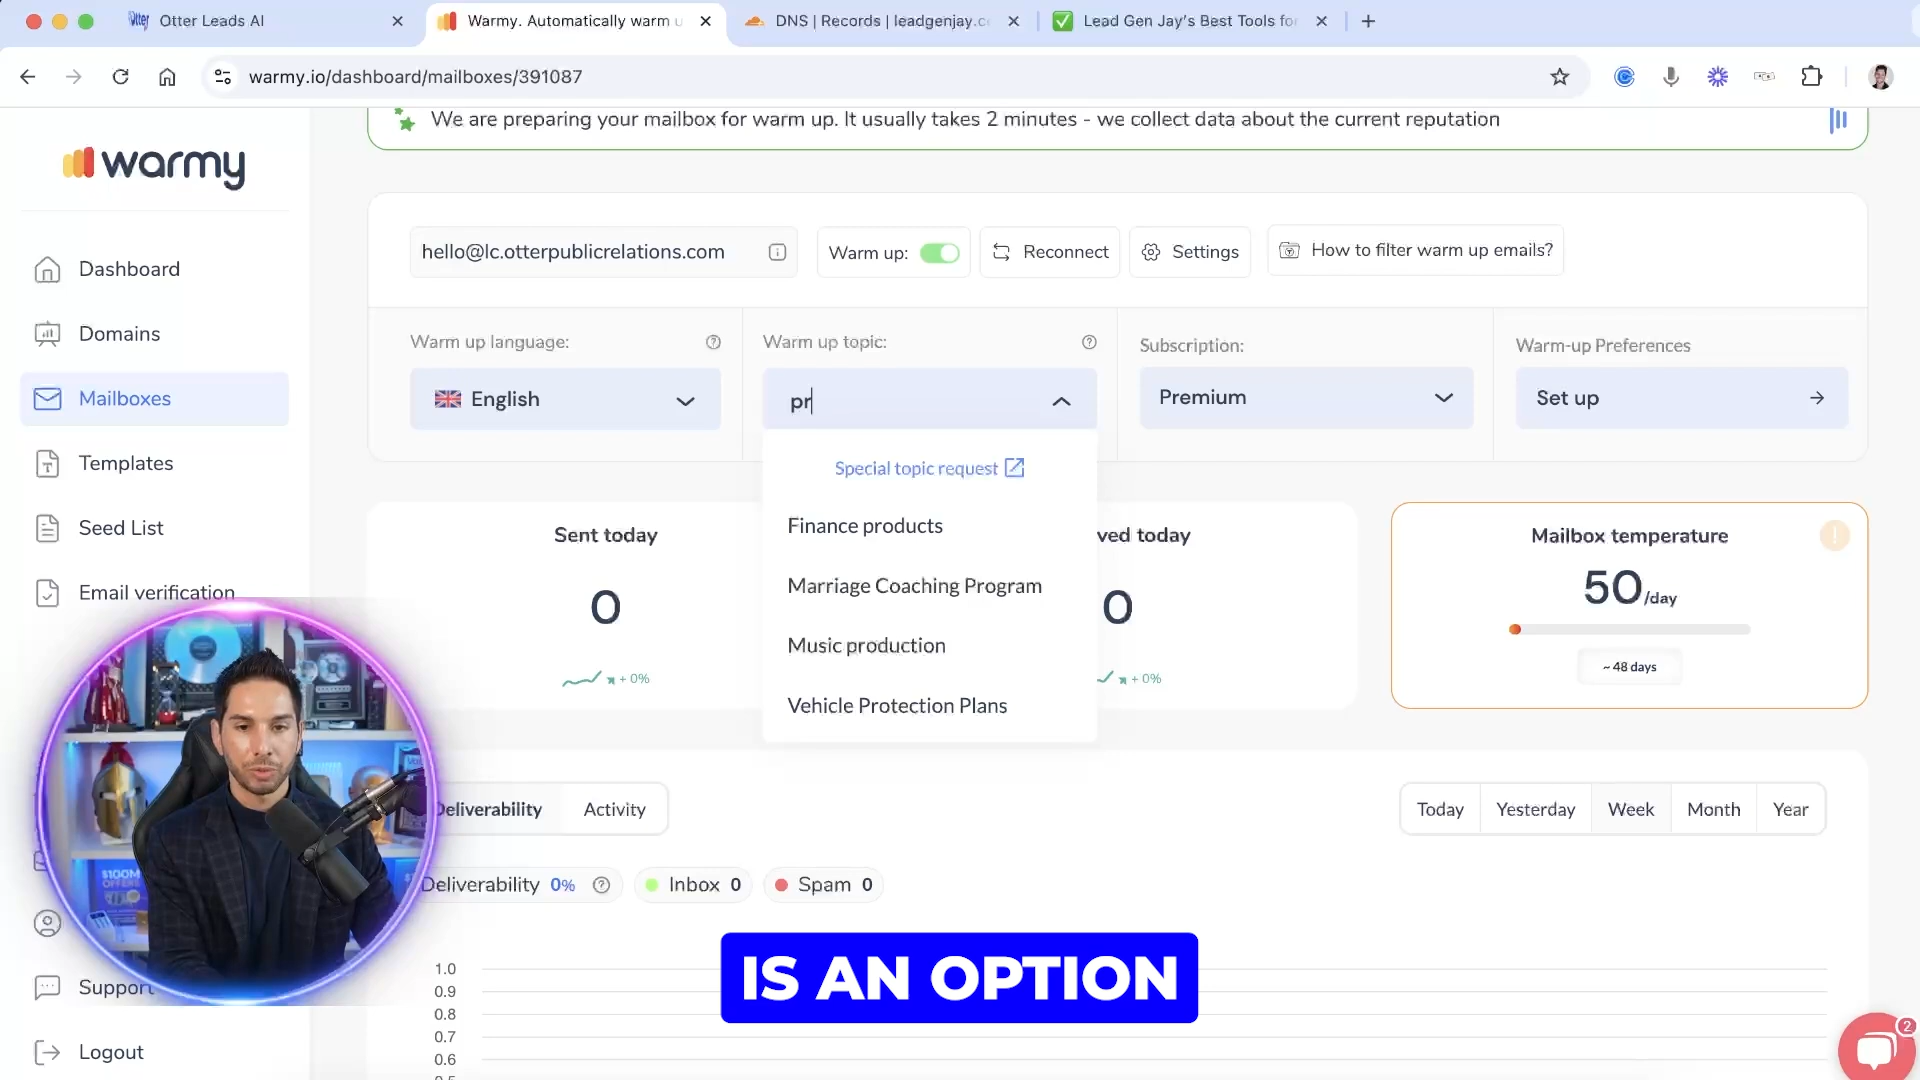 Otter Leads AI
Warmy. Automatically warm u
DNS | Records | leadgenjay.c
Lead Gen Jay's Best Tools for
warmy.io/dashboard/mailboxes/391087
We are preparing your mailbox for warm up. It usually takes 2 minutes - we collect data about the current reputation
warmy
hello@lc.otterpublicrelations.com
Warm up:
Reconnect
Settings
How to filter warm up emails?
Dashboard
Domains
Mailboxes
Templates
Seed List
Email verification
Support
Logout
Warm up language:
Warm up topic:
Subscription:
Warm-up Preferences
English
pr
Premium
Set up
Special topic request
Finance products
Marriage Coaching Program
Music production
Vehicle Protection Plans
Sent today
0
+ 0%
ved today
0
+ 0%
Mailbox temperature
50/day
~ 48 days
Deliverability
Activity
Today
Yesterday
Week
Month
Year
Deliverability 0%
Inbox 0
Spam 0
1.0
0.9
0.8
0.7
0.6
IS AN OPTION
$100M
OFFERS
2